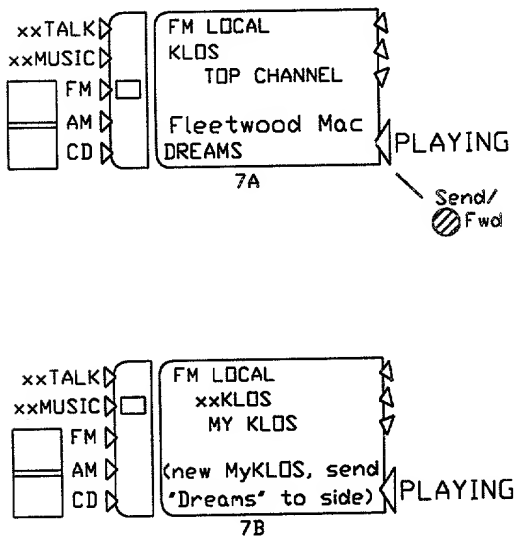 xxTALK
xxMUSIC
FM
AM
CD
FM LOCAL
KLOS
TOP CHANNEL
Fleetwood Mac
DREAMS
PLAYING
7A
Send/
Fwd
xxTALK
xxMUSIC
FM
AM
CD
FM LOCAL
xxKLOS
MY KLOS
(new MyKLOS, send
"Dreams" to side)
PLAYING
7B